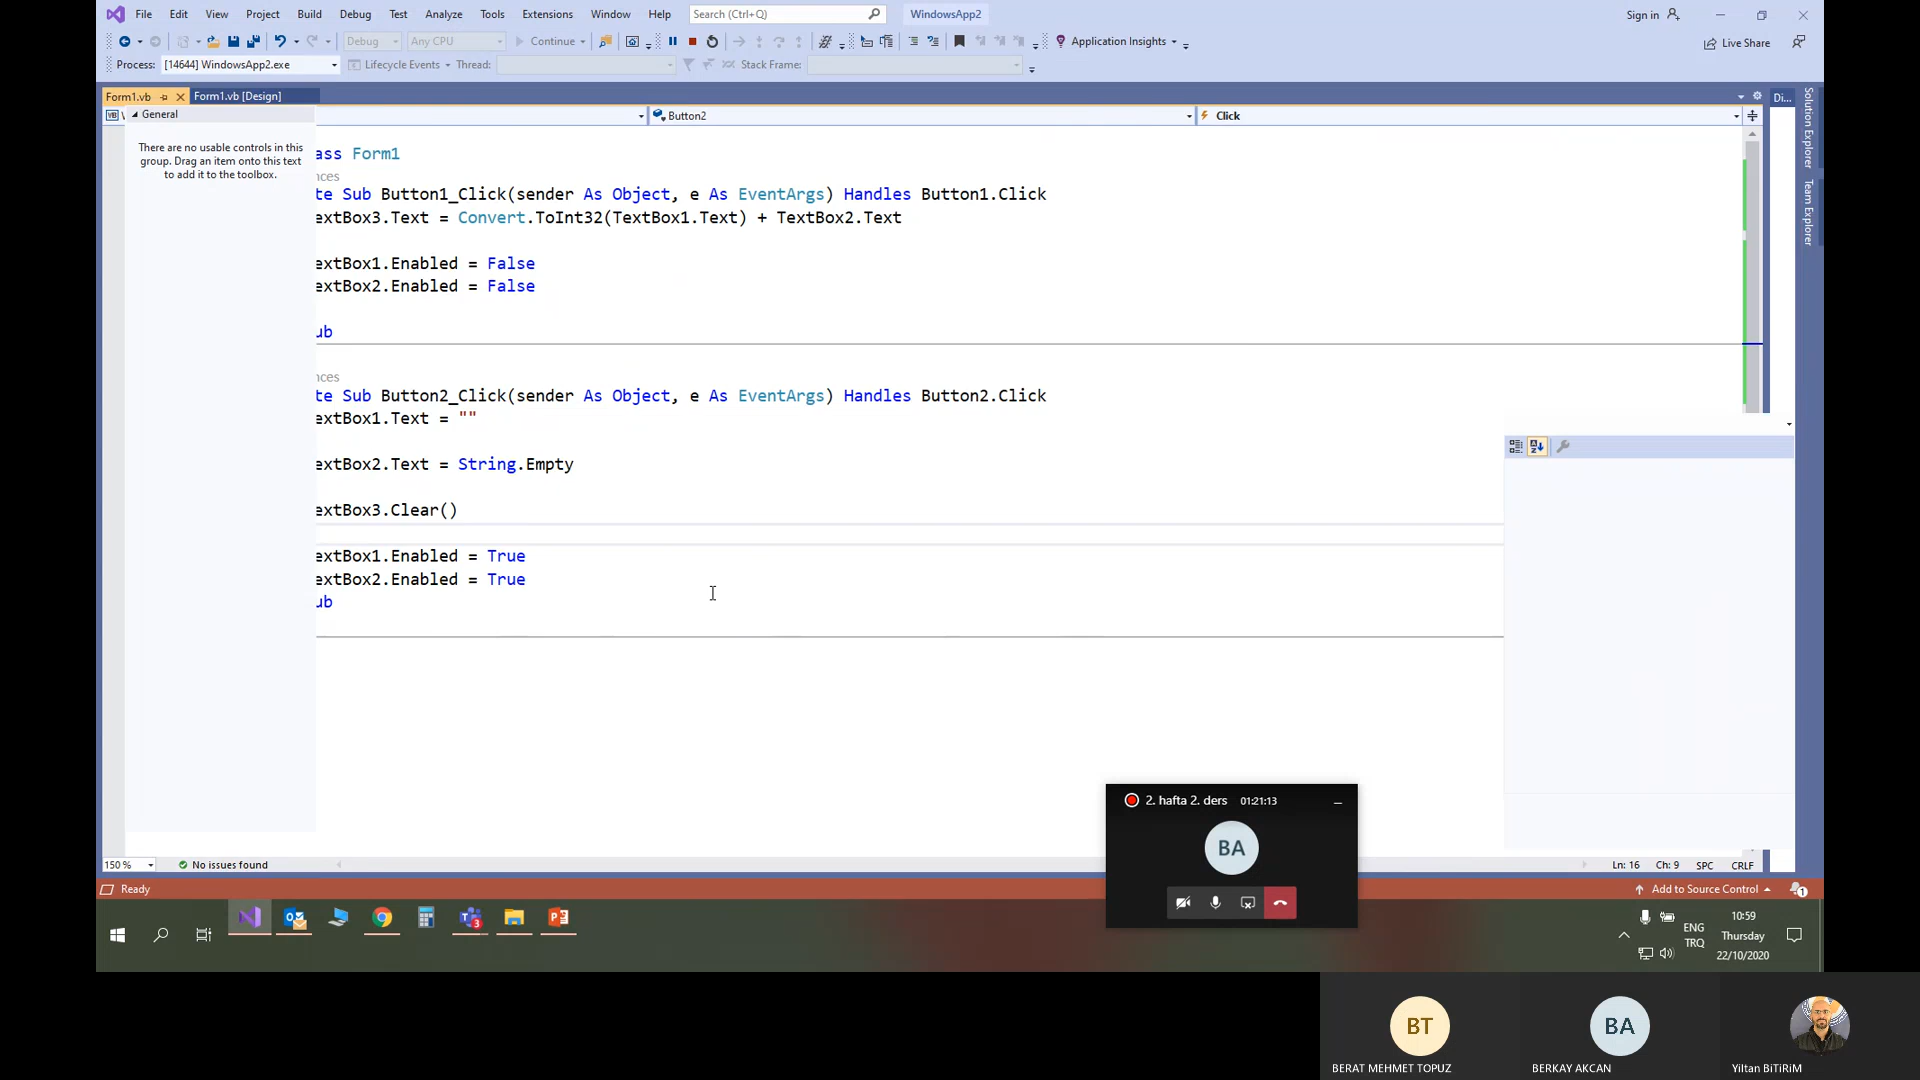 File Edit View Project Build Debug Test Analyze Tools Extensions Window Help Search (Ctrl+Q) WindowsApp2 Sign in
Debug Any CPU Continue Application Insights Live Share
Process: [14644] WindowsApp2.exe Lifecycle Events Thread: Stack Frame:
Form1.vb Form1.vb [Design] Di...
VB General Button2 Click
There are no usable controls in this
group. Drag an item onto this text
to add it to the toolbox.
Solution Explorer
Team Explorer
ass Form1
nces
te Sub Button1_Click(sender As Object, e As EventArgs) Handles Button1.Click
extBox3.Text = Convert.ToInt32(TextBox1.Text) + TextBox2.Text
extBox1.Enabled = False
extBox2.Enabled = False
ub
nces
te Sub Button2_Click(sender As Object, e As EventArgs) Handles Button2.Click
extBox1.Text = ""
extBox2.Text = String.Empty
extBox3.Clear()
extBox1.Enabled = True
extBox2.Enabled = True
ub
2. hafta 2. ders 01:21:13
BA
150 % No issues found Ln: 16 Ch: 9 SPC CRLF
Ready Add to Source Control 1
3
ENG
TRQ
10:59
Thursday
22/10/2020
BT BA
BERAT MEHMET TOPUZ BERKAY AKCAN Yiltan BiTiRiM